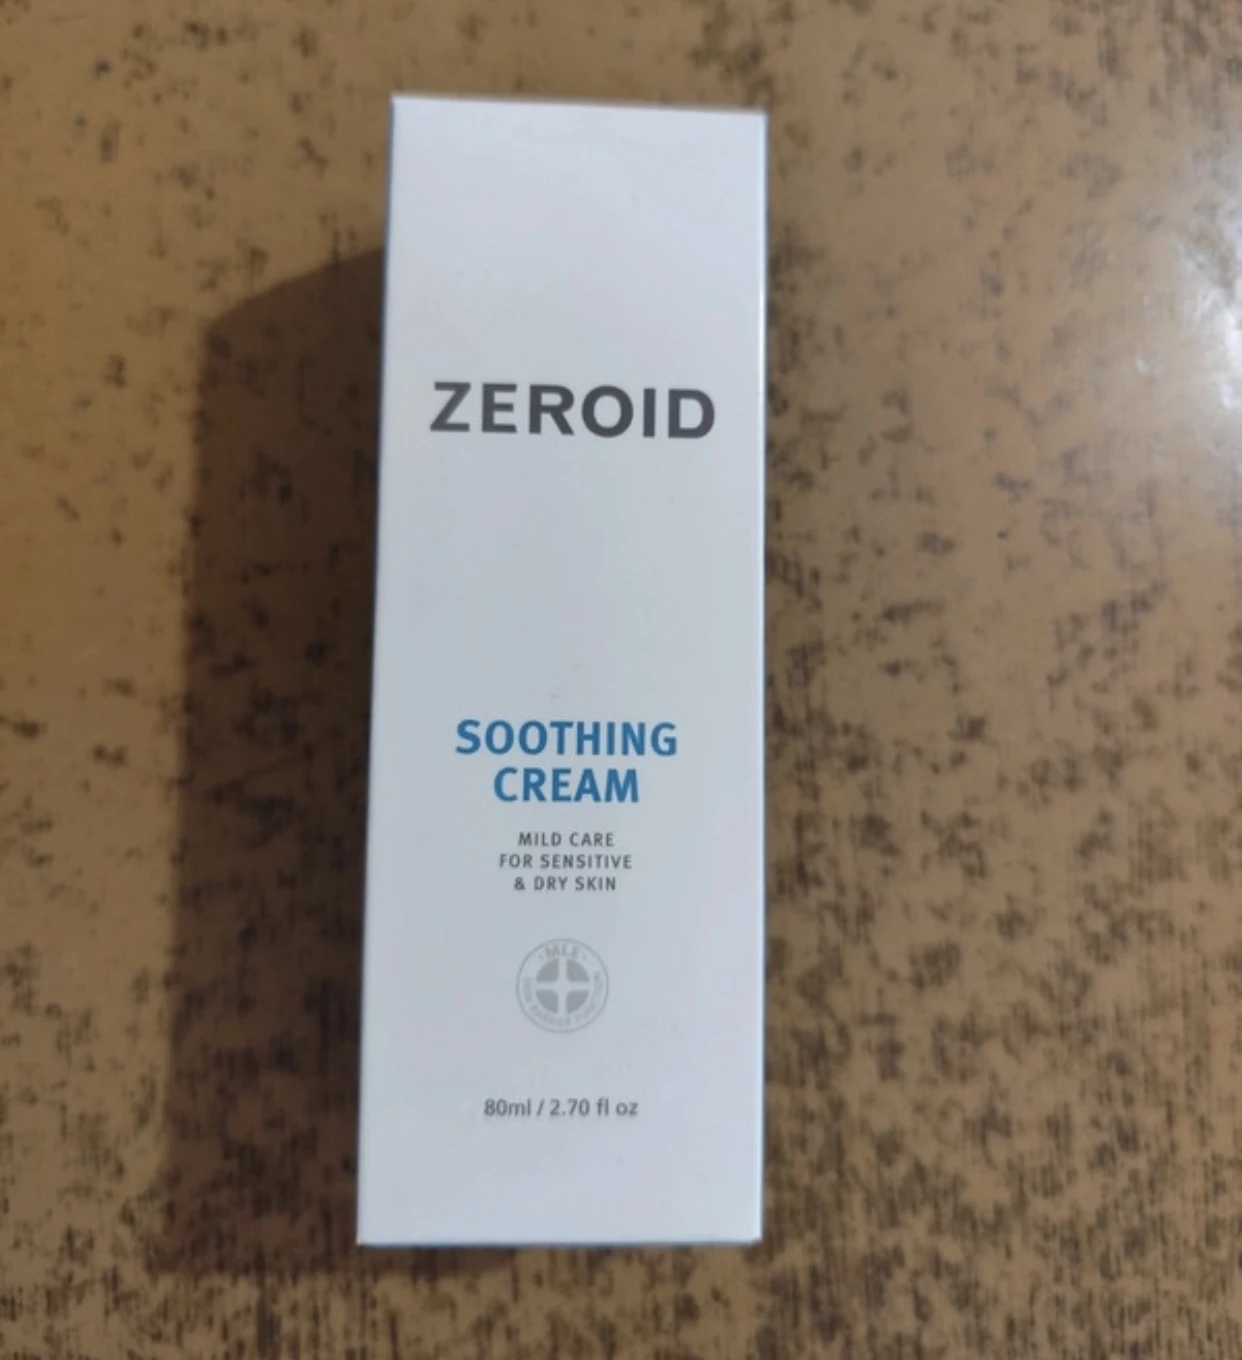 ZEROID
SOOTHING
CREAM
MILD CARE
FOR SENSITIVE
& DRY SKIN
MLE
80ml / 2.70 fl oz